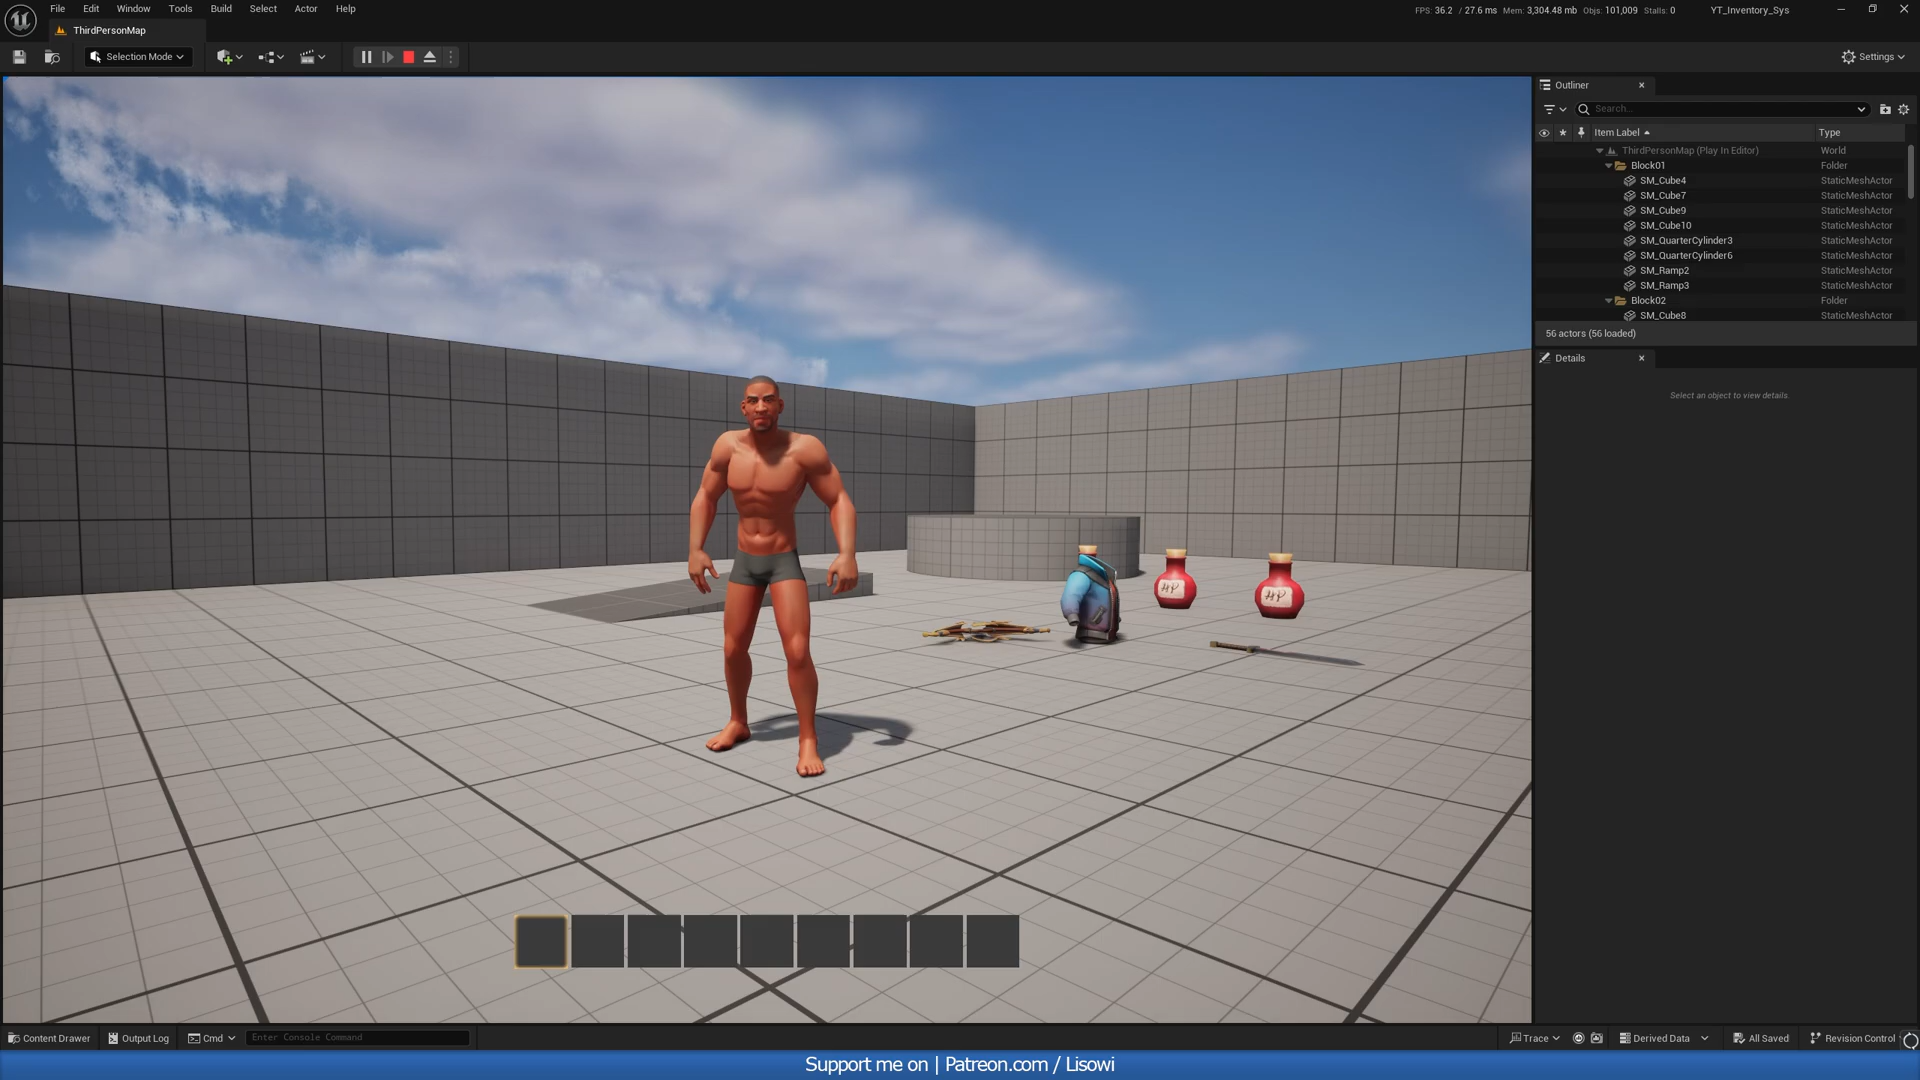 File Edit Window Tools Build Select Actor Help
FPS: 36.2 / 27.6 ms Mem: 3,304.48 mb Objs: 101,009 Stalls: 0 YT_Inventory_Sys
ThirdPersonMap
Selection Mode
Settings
Outliner
Search...
Item Label Type
ThirdPersonMap (Play In Editor) World
Block01 Folder
SM_Cube4 StaticMeshActor
SM_Cube7 StaticMeshActor
SM_Cube9 StaticMeshActor
SM_Cube10 StaticMeshActor
SM_QuarterCylinder3 StaticMeshActor
SM_QuarterCylinder6 StaticMeshActor
SM_Ramp2 StaticMeshActor
SM_Ramp3 StaticMeshActor
Block02 Folder
SM_Cube8 StaticMeshActor
56 actors (56 loaded)
Details
Select an object to view details.
HP
HP
Content Drawer Output Log Cmd Enter Console Command
Trace Derived Data All Saved Revision Control
Support me on | Patreon.com / Lisowi